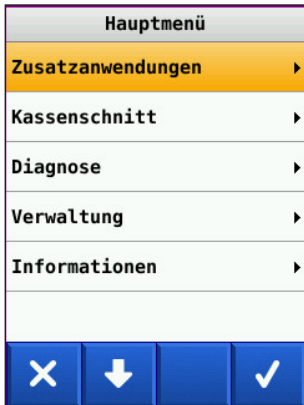 Hauptmenü
Zusatzanwendungen
Kassenschnitt
Diagnose
Verwaltung
Informationen